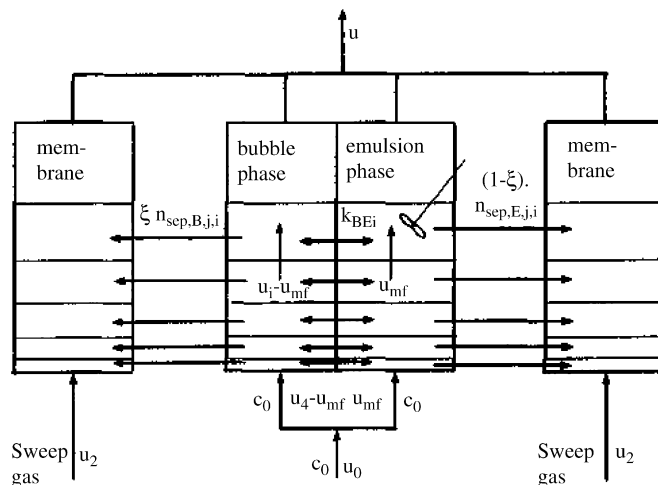 u
mem-
brane
bubble
phase
emulsion
phase
mem-
brane
(1-ξ).
n_sep,E,j,i
ξ n_sep,B,j,i
k_BEi
u_i-u_mf
u_mf
c_0
u_4-u_mf
u_mf
c_0
Sweep
gas
u_2
c_0
u_0
Sweep
gas
u_2